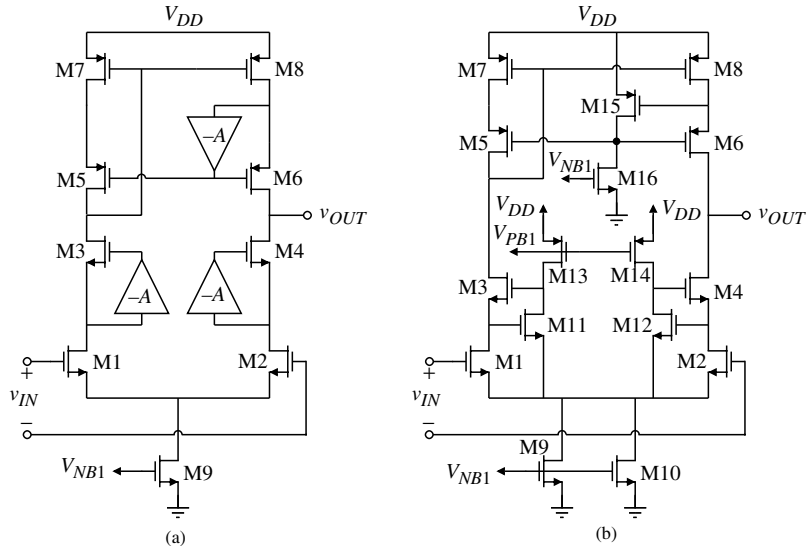 V_DD V_DD
M7 M8 M7 M8
−A M15
M5 M6 M5 M6
V_NB1 M16
v_OUT V_DD V_DD v_OUT
V_PB1
M3 M4 M13 M14
−A −A M3 M4
M11 M12
M1 M2 M1 M2
+ +
v_IN v_IN
− −
M9
V_NB1 M9 V_NB1 M10
(a) (b)